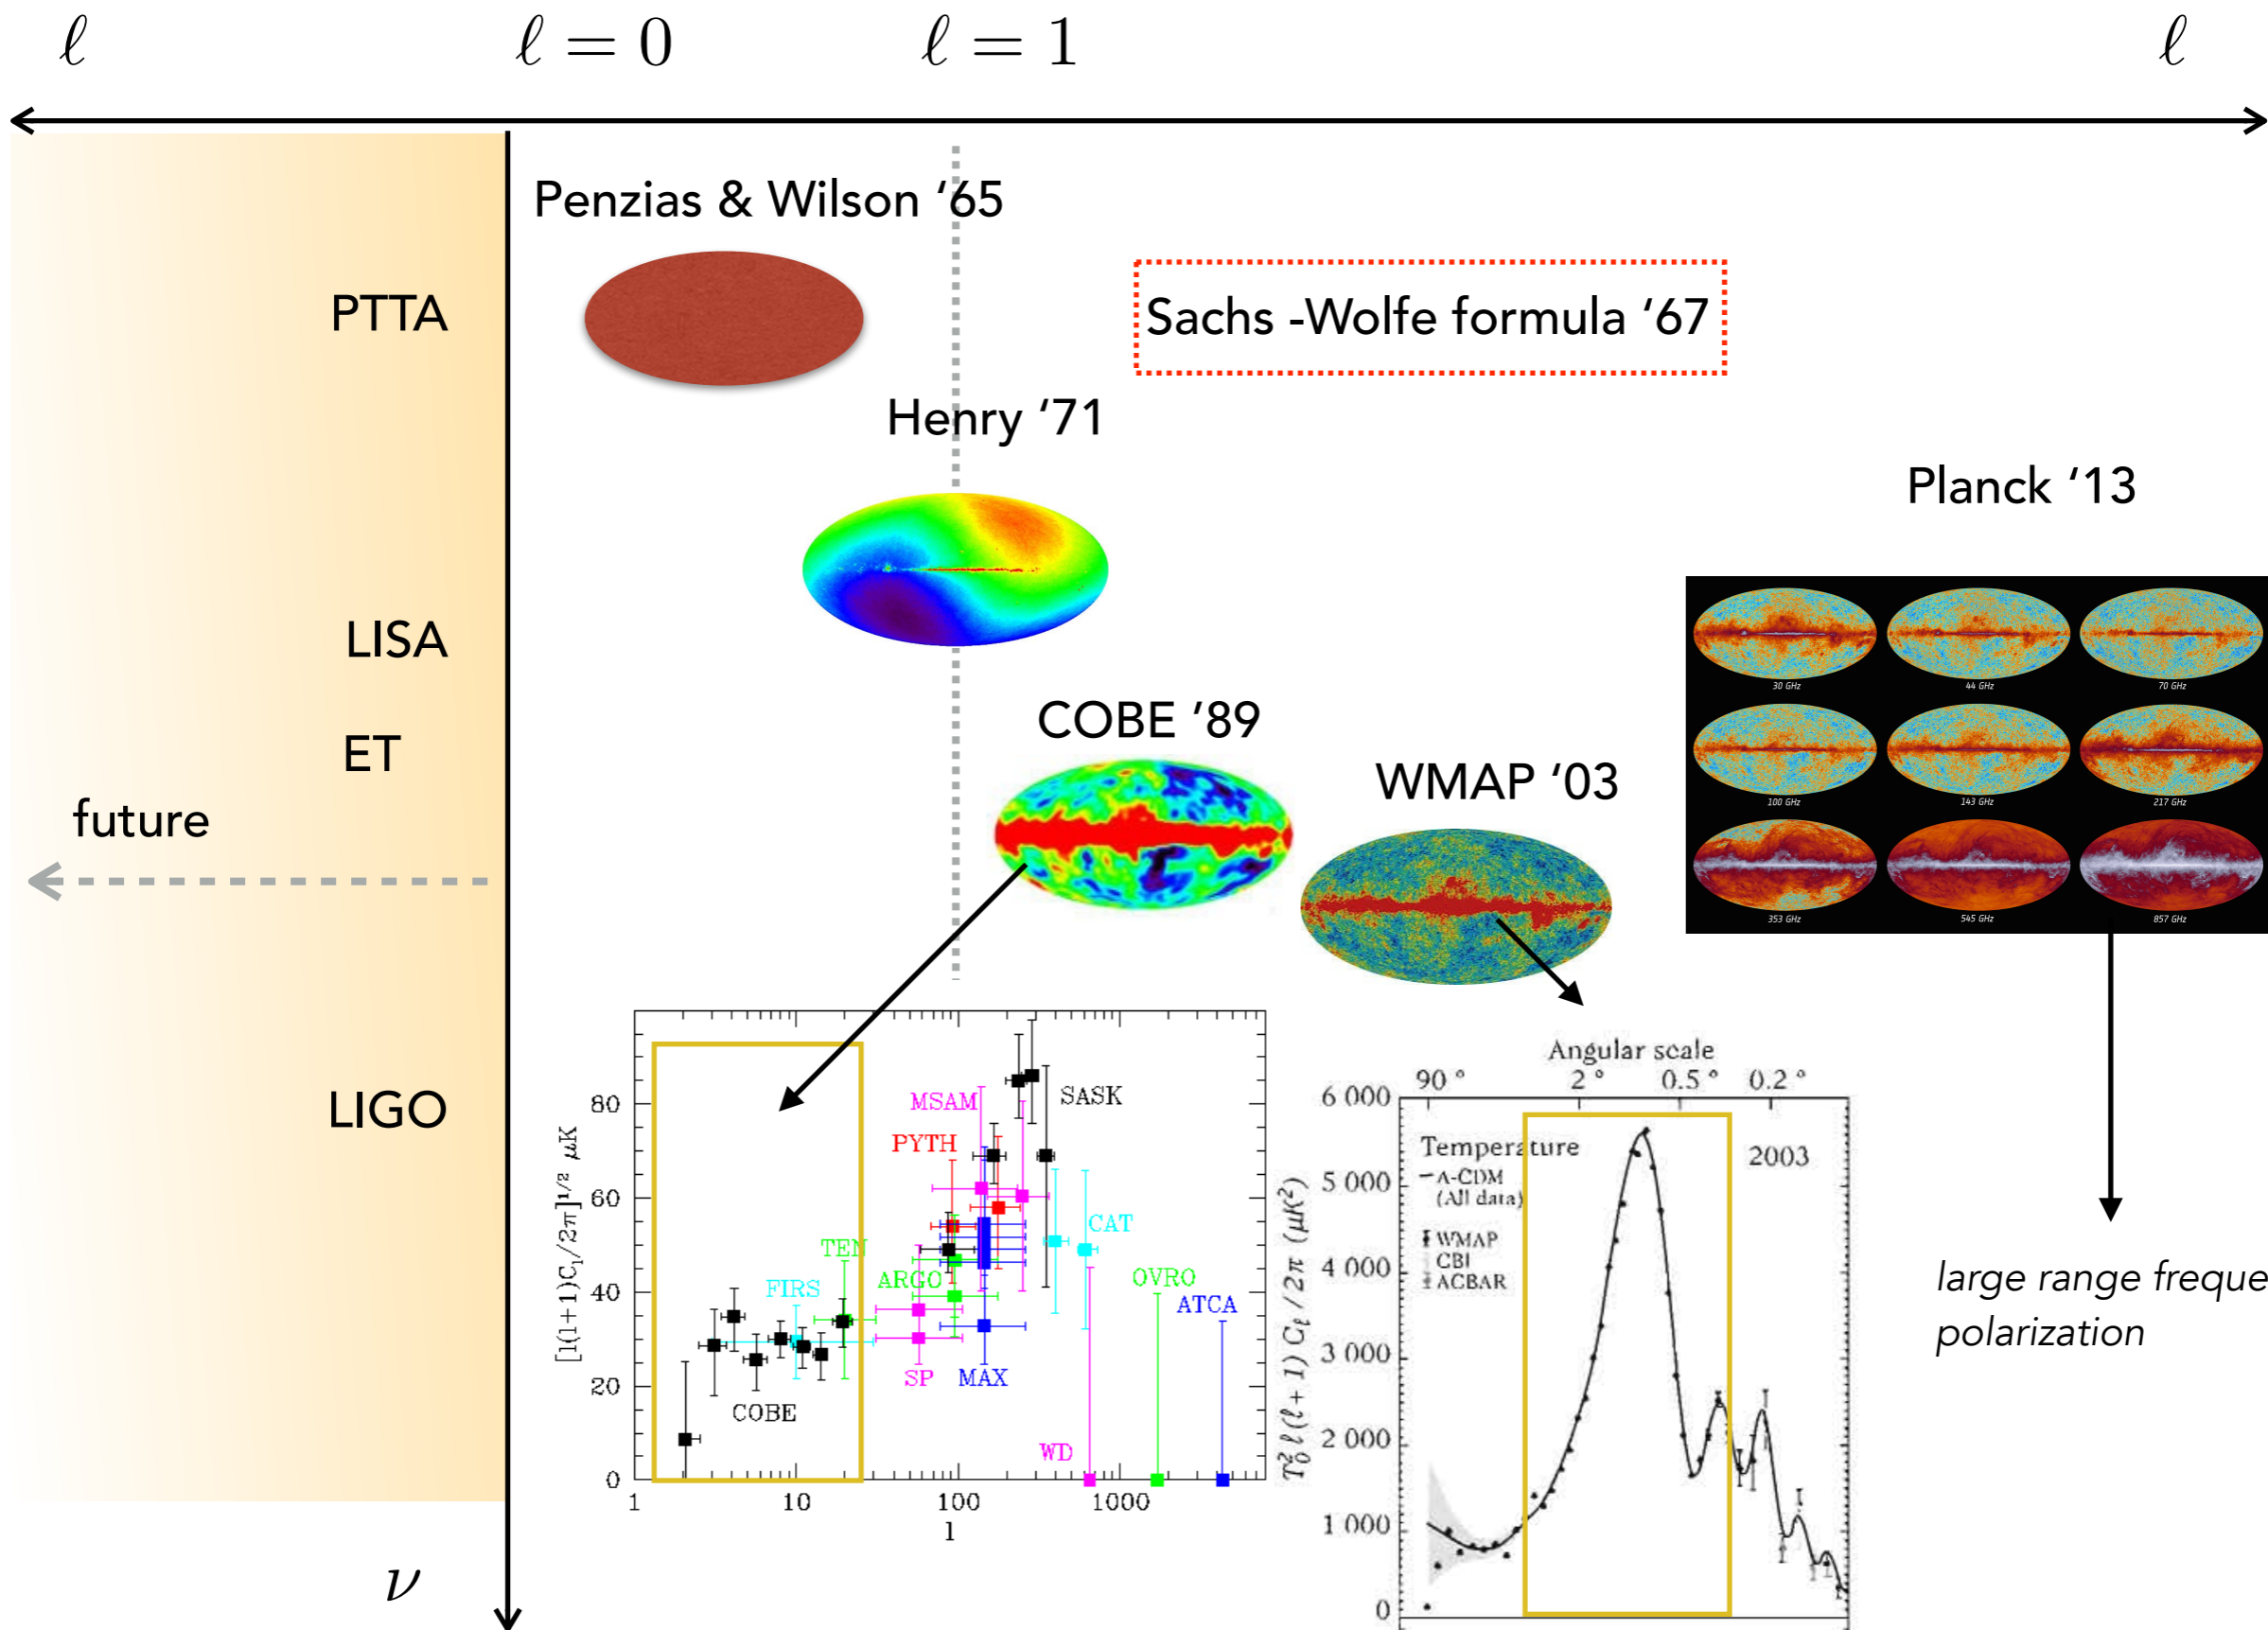 ℓ
ℓ = 0
ℓ = 1
ℓ
Penzias & Wilson ‘65
PTTA
Sachs -Wolfe formula ‘67
Henry ‘71
Planck ‘13
LISA
30 GHz
44 GHz
70 GHz
COBE ’89
ET
WMAP ‘03
100 GHz
143 GHz
217 GHz
future
353 GHz
545 GHz
857 GHz
LIGO
[l(l+1)C_l/2π]^1/2 μK
80
60
40
20
0
1
10
100
1000
l
MSAM
SASK
PYTH
CAT
TEN
FIRS
ARGO
OVRO
ATCA
SP
MAX
COBE
WD
Angular scale
90 °
2 °
0.5 °
0.2 °
T_0^2 ℓ (ℓ + 1) C_ℓ / 2π (μK²)
6 000
5 000
4 000
3 000
2 000
1 000
0
Temperature
Λ-CDM
(All data)
2003
WMAP
CBI
ACBAR
large range freque
polarization
ν